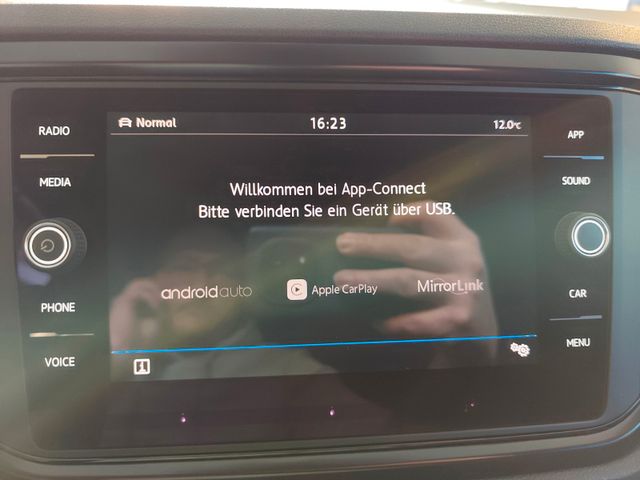 RADIO
MEDIA
PHONE
VOICE
Normal
16:23
12.0°C
Willkommen bei App-Connect
Bitte verbinden Sie ein Gerät über USB.
androidauto
Apple CarPlay
MirrorLink
APP
SOUND
CAR
MENU